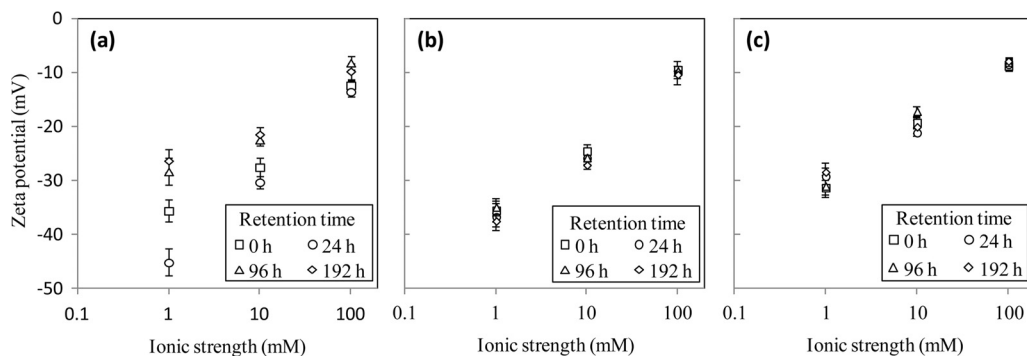 Zeta potential (mV)
0
-10
-20
-30
-40
-50
(a)
Retention time
0 h 24 h
96 h 192 h
0.1 1 10 100
Ionic strength (mM)
(b)
Retention time
0 h 24 h
96 h 192 h
0.1 1 10 100
Ionic strength (mM)
(c)
Retention time
0 h 24 h
96 h 192 h
0.1 1 10 100
Ionic strength (mM)